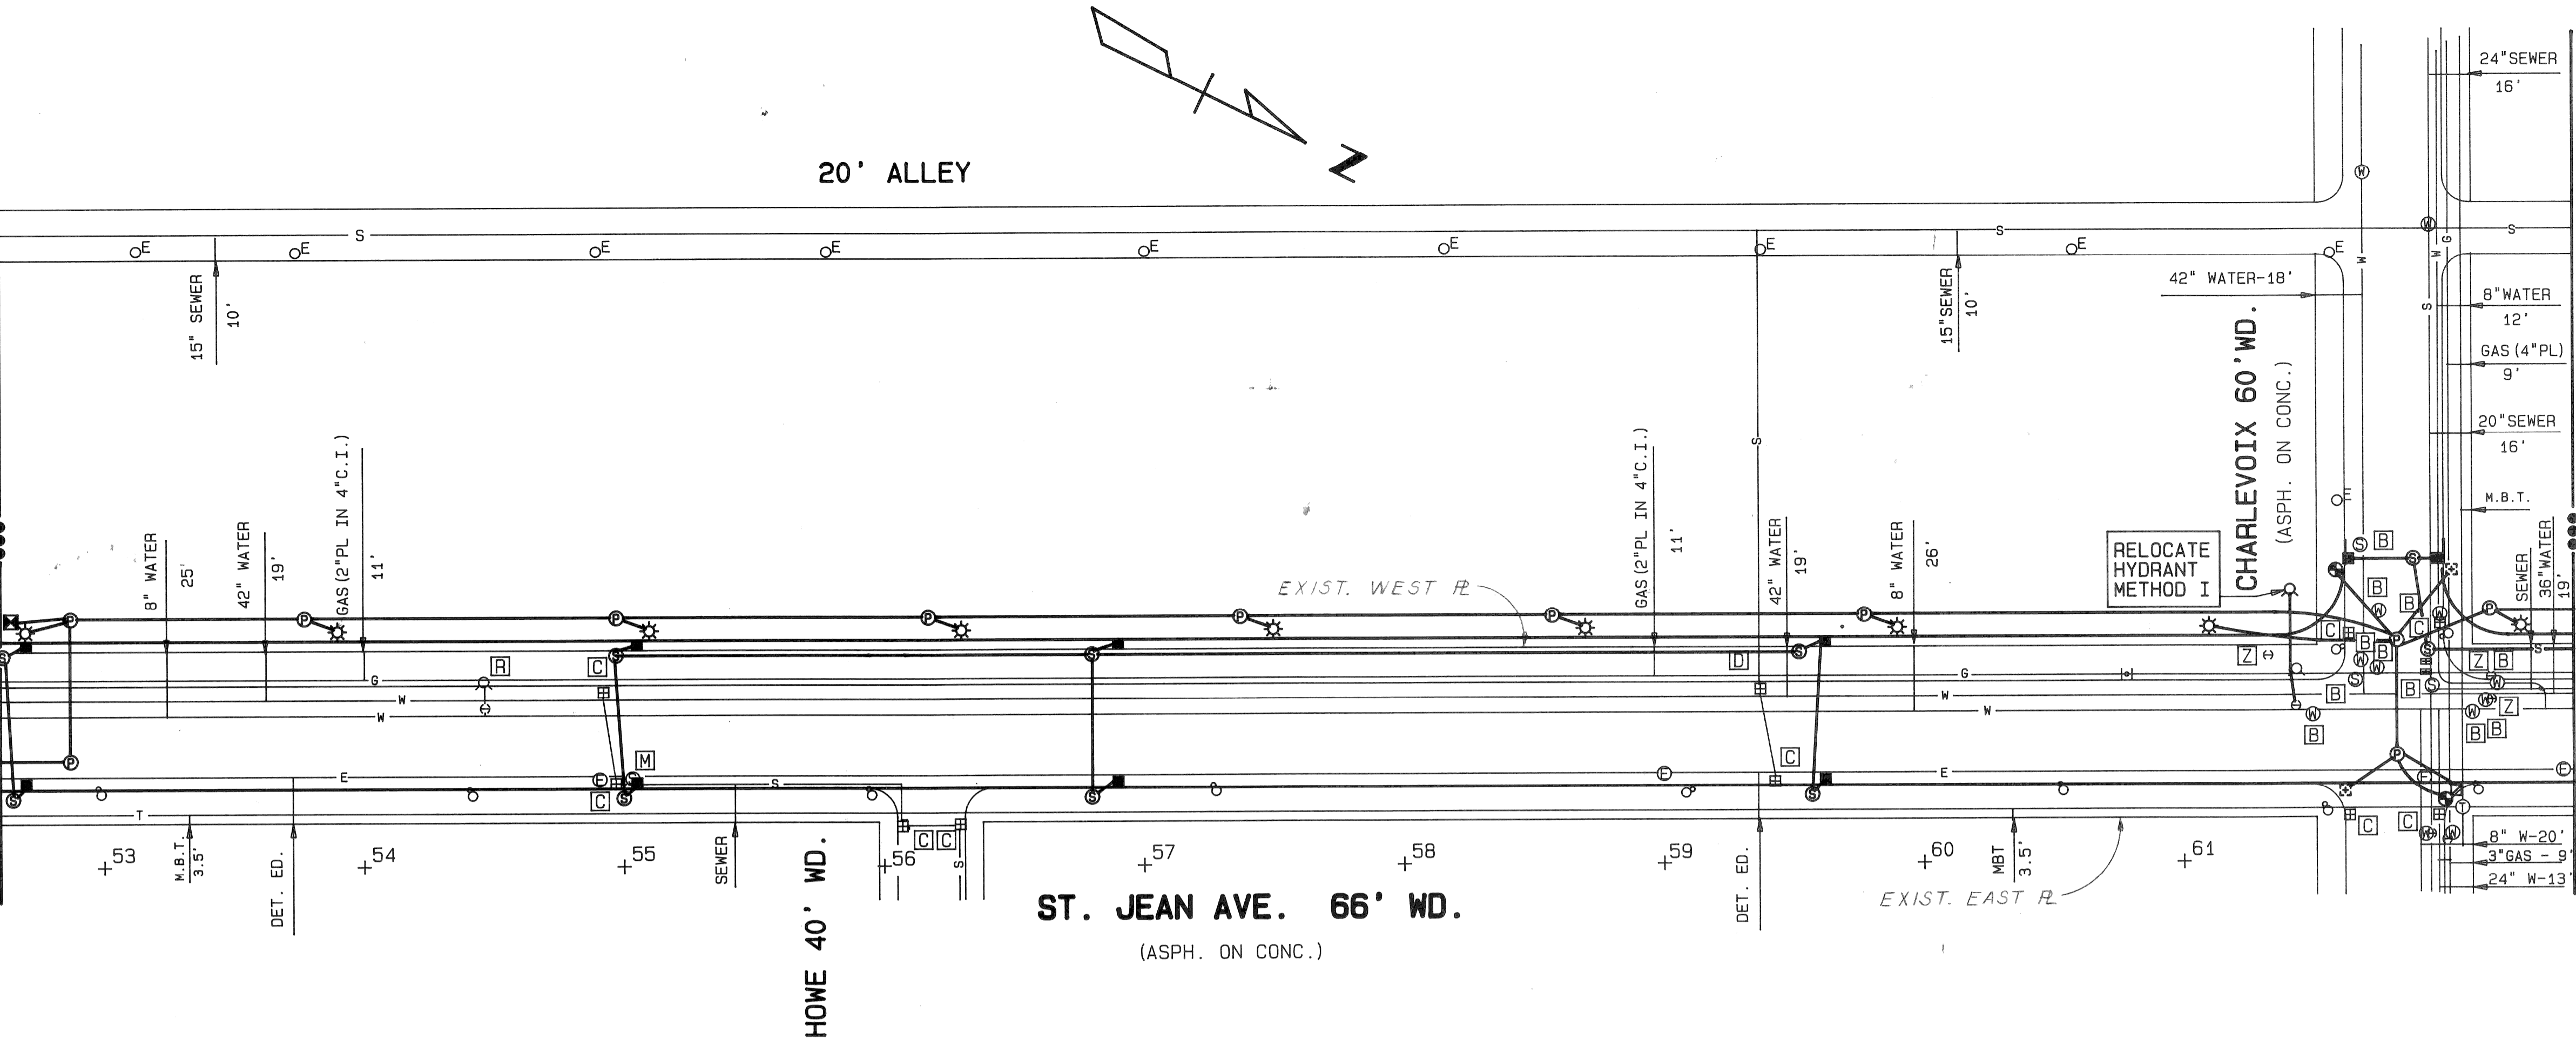 N
20' ALLEY
24"SEWER
16'
S
S
S
W
W
W
W
G
E
E
E
E
E
E
E
E
E
15" SEWER
10'
15"SEWER
10'
42" WATER-18'
S
8"WATER
12'
GAS (4"PL)
9'
20"SEWER
16'
M.B.T.
CHARLEVOIX 60'WD.
(ASPH. ON CONC.)
E
S
8" WATER
25'
42" WATER
19'
GAS (2"PL IN 4"C.I.)
11'
GAS (2"PL IN 4"C.I.)
11'
42" WATER
19'
8" WATER
26'
RELOCATE
HYDRANT
METHOD I
SEWER
36"WATER
19'
EXIST. WEST PL
S
B
S
B
B
W
P
P
P
P
P
P
P
P
P
C
B
B
C
S
S
S
S
R
C
D
Z
Z
B
S
G
G
W
W
W
W
W
B
B
S
S
Z
W
B
B
B
P
P
M
C
E
E
E
E
E
E
S
C
S
S
S
S
T
T
C
C
S
C
C
W
W
M.B.T.
3.5'
DET. ED.
SEWER
HOWE 40' WD.
DET. ED.
MBT
3.5'
8" W-20'
3"GAS - 9'
24" W-13'
+53
+54
+55
+56
+57
+58
+59
+60
+61
EXIST. EAST PL
ST. JEAN AVE. 66' WD.
(ASPH. ON CONC.)